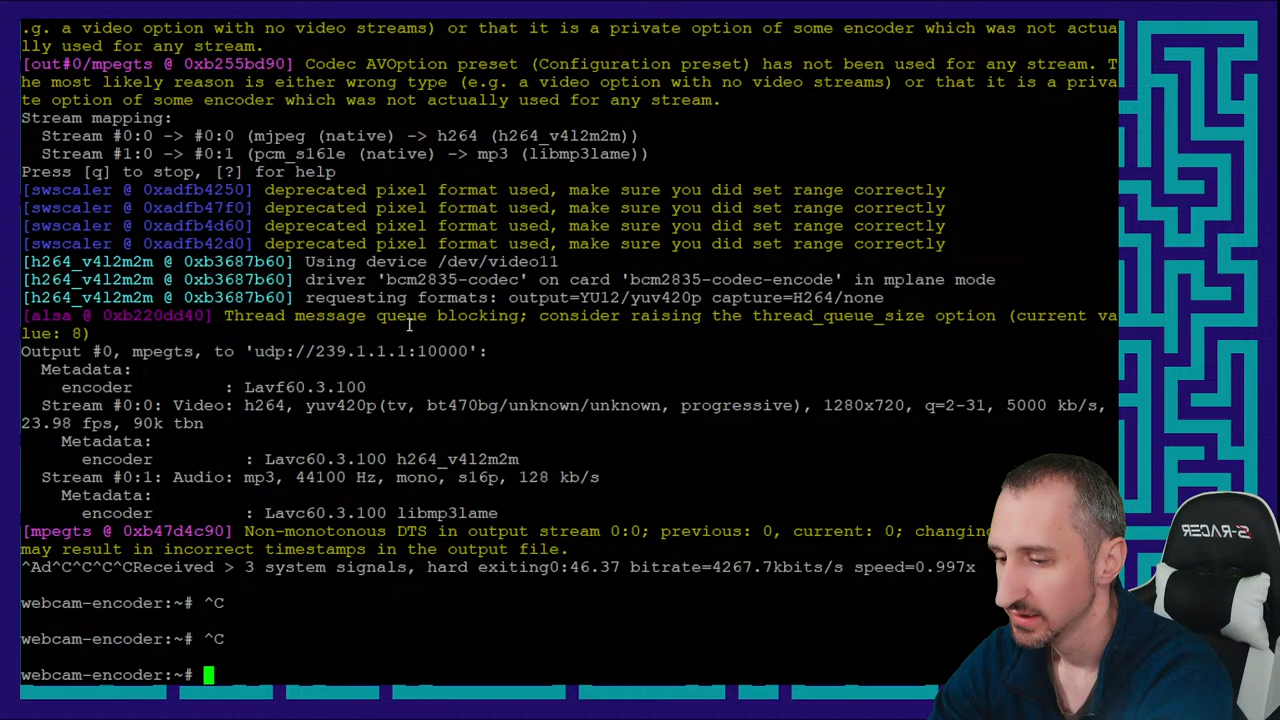 .g. a video option with no video streams) or that it is a private option of some encoder which was not actua
lly used for any stream.
[out#0/mpegts @ 0xb255bd90] Codec AVOption preset (Configuration preset) has not been used for any stream. T
he most likely reason is either wrong type (e.g. a video option with no video streams) or that it is a priva
te option of some encoder which was not actually used for any stream.
Stream mapping:
Stream #0:0 -> #0:0 (mjpeg (native) -> h264 (h264_v4l2m2m))
Stream #1:0 -> #0:1 (pcm_s16le (native) -> mp3 (libmp3lame))
Press [q] to stop, [?] for help
[swscaler @ 0xadfb4250] deprecated pixel format used, make sure you did set range correctly
[swscaler @ 0xadfb47f0] deprecated pixel format used, make sure you did set range correctly
[swscaler @ 0xadfb4d60] deprecated pixel format used, make sure you did set range correctly
[swscaler @ 0xadfb42d0] deprecated pixel format used, make sure you did set range correctly
[h264_v4l2m2m @ 0xb3687b60] Using device /dev/video11
[h264_v4l2m2m @ 0xb3687b60] driver 'bcm2835-codec' on card 'bcm2835-codec-encode' in mplane mode
[h264_v4l2m2m @ 0xb3687b60] requesting formats: output=YU12/yuv420p capture=H264/none
[alsa @ 0xb220dd40] Thread message queue blocking; consider raising the thread_queue_size option (current va
lue: 8)
Output #0, mpegts, to 'udp://239.1.1.1:10000':
Metadata:
encoder : Lavf60.3.100
Stream #0:0: Video: h264, yuv420p(tv, bt470bg/unknown/unknown, progressive), 1280x720, q=2-31, 5000 kb/s,
23.98 fps, 90k tbn
Metadata:
encoder : Lavc60.3.100 h264_v4l2m2m
Stream #0:1: Audio: mp3, 44100 Hz, mono, s16p, 128 kb/s
Metadata:
encoder : Lavc60.3.100 libmp3lame
[mpegts @ 0xb47d4c90] Non-monotonous DTS in output stream 0:0; previous: 0, current: 0; changing
may result in incorrect timestamps in the output file.
^Ad^C^C^C^CReceived > 3 system signals, hard exiting0:46.37 bitrate=4267.7kbits/s speed=0.997x
webcam-encoder:~# ^C
webcam-encoder:~# ^C
webcam-encoder:~#
S-RACER